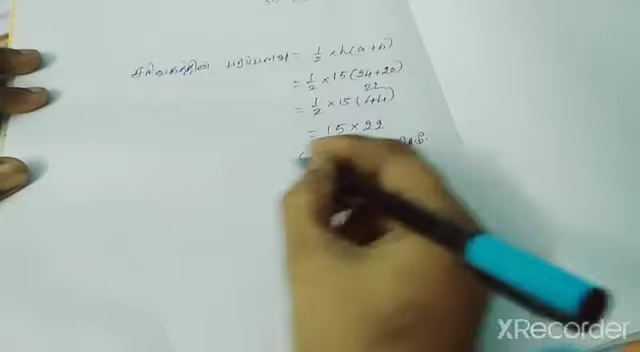 சரிவகத்தின் பரப்பளவு = 1/2 × h(a+b)
= 1/2 × 15 (24+20)
22
= 1/2 × 15 (44)
= 15 × 22
XRecorder